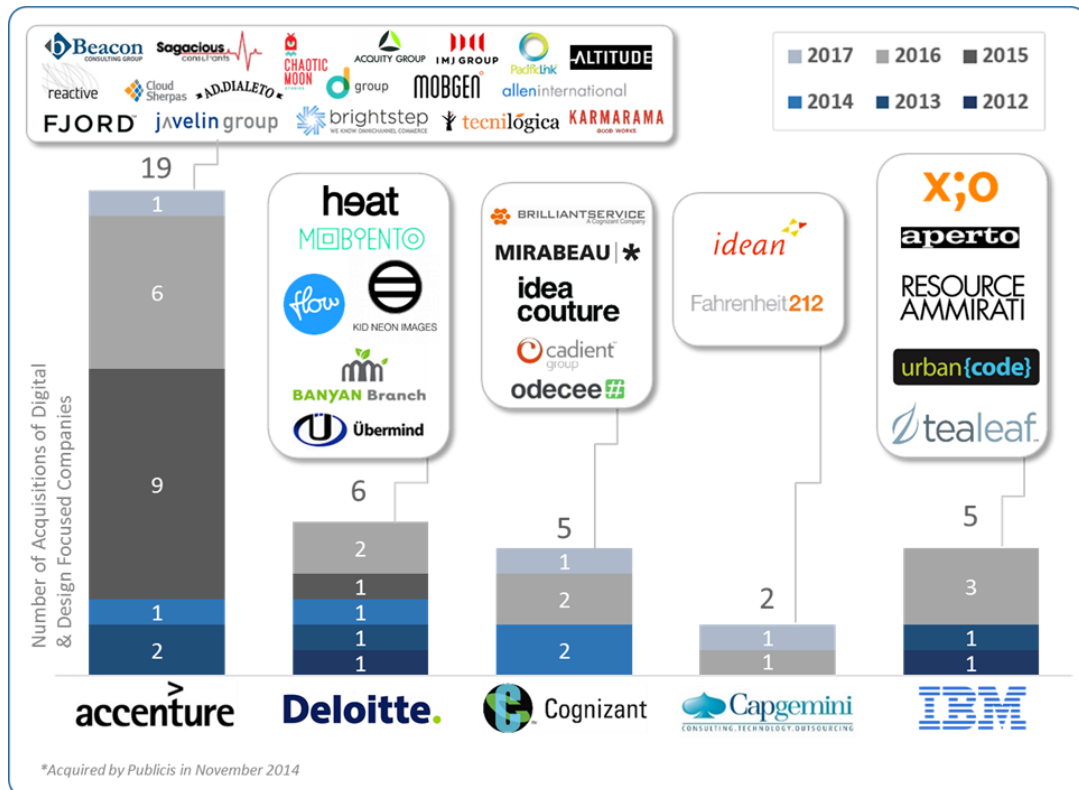 Beacon
CONSULTING GROUP
Sagacious
consultants
CHAOTIC
MOON
STUDIOS
ACQUITY GROUP
IMJ GROUP
PacificLink
ALTITUDE
reactive
Cloud
Sherpas
AD.DIALETO
d group
MOBGEN
allen international
FJORD
javelin group
brightstep
WE KNOW OMNICHANNEL COMMERCE
tecnilógica
KARMARAMA
GOOD WORKS
2017 2016 2015
2014 2013 2012
19
1
6
9
1
2
heat
MOBIENTO
flow
KID NEON IMAGES
BANYAN Branch
Ü Übermind
6
2
1
1
1
1
BRILLIANTSERVICE
A Cognizant Company
MIRABEAU|*
idea
couture
cadient
group
odecee#
5
1
2
2
idean
Fahrenheit212
2
1
1
x;o
aperto
RESOURCE
AMMIRATI
urban{code}
tealeaf
5
3
1
1
Number of Acquisitions of Digital
& Design Focused Companies
accenture
Deloitte.
Cognizant
Capgemini
CONSULTING.TECHNOLOGY.OUTSOURCING
IBM
*Acquired by Publicis in November 2014